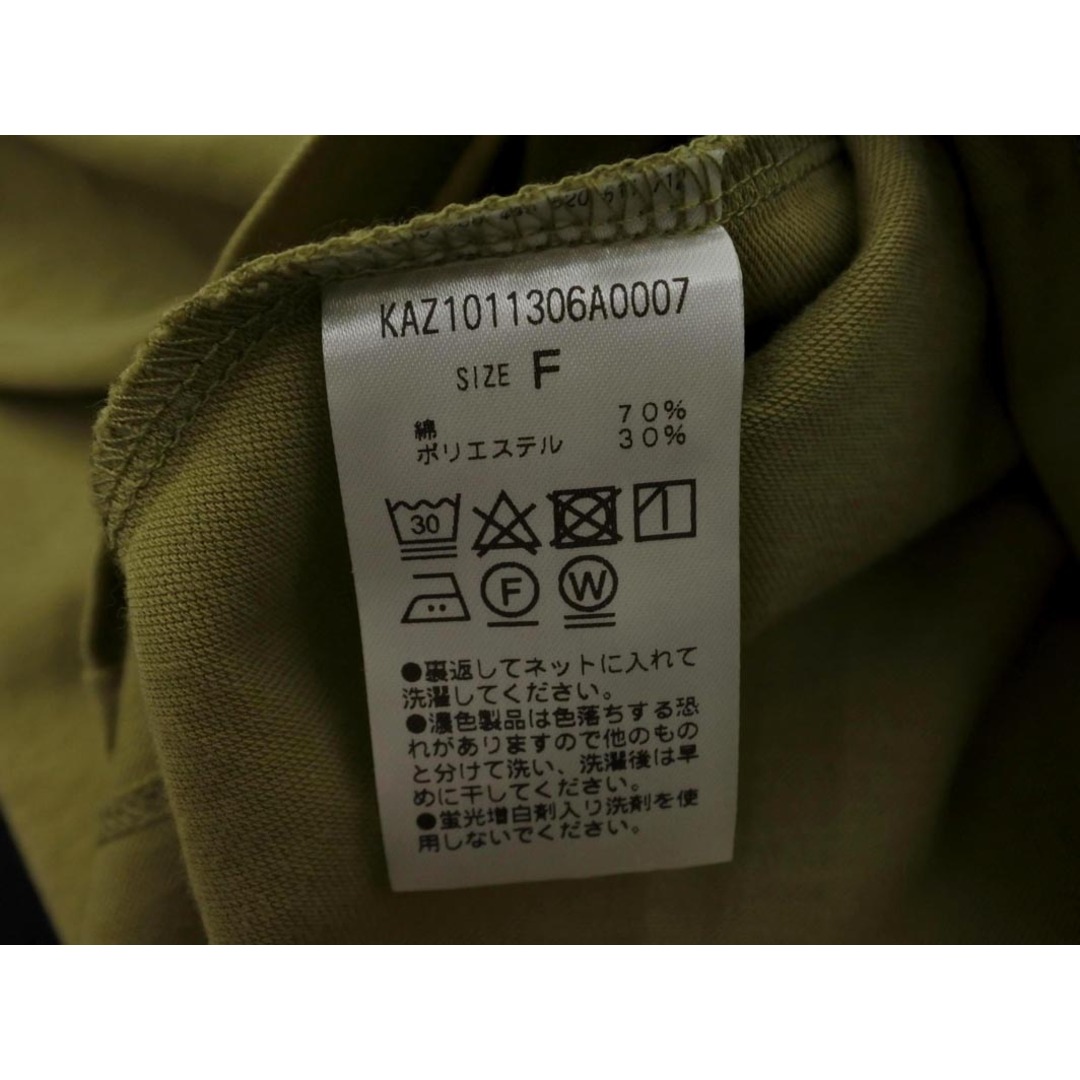 KAZ1011306A0007
SIZE F
綿 70%
ポリエステル 30%
30
F W
●裏返してネットに入れて
洗濯してください。
●濃色製品は色落ちする恐
れがありますので他のもの
と分けて洗い、洗濯後は早
めに干してください。
●蛍光増白剤入り洗剤を使
用しないでください。